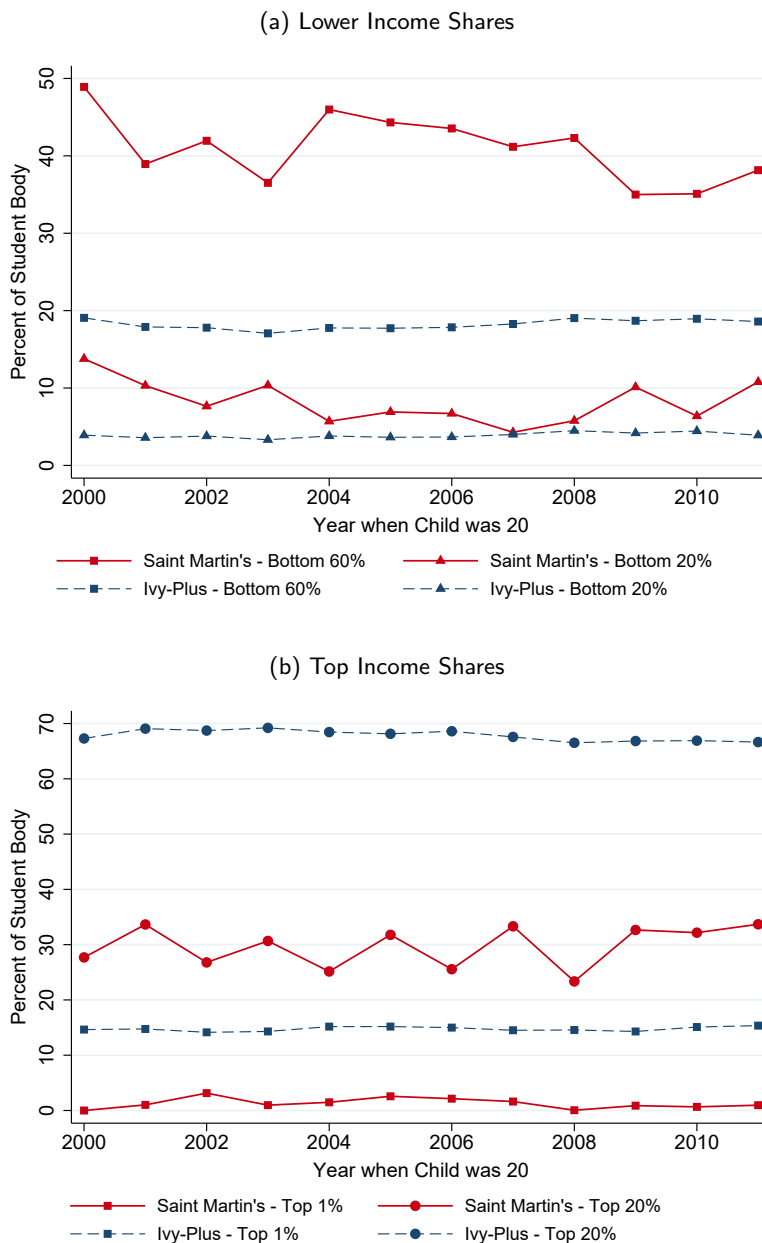 (a) Lower Income Shares
50
40
30
20
10
0
Percent of Student Body
2000 2002 2004 2006 2008 2010
Year when Child was 20
Saint Martin's - Bottom 60% Saint Martin's - Bottom 20%
Ivy-Plus - Bottom 60% Ivy-Plus - Bottom 20%
(b) Top Income Shares
70
60
50
40
30
20
10
0
Percent of Student Body
2000 2002 2004 2006 2008 2010
Year when Child was 20
Saint Martin's - Top 1% Saint Martin's - Top 20%
Ivy-Plus - Top 1% Ivy-Plus - Top 20%